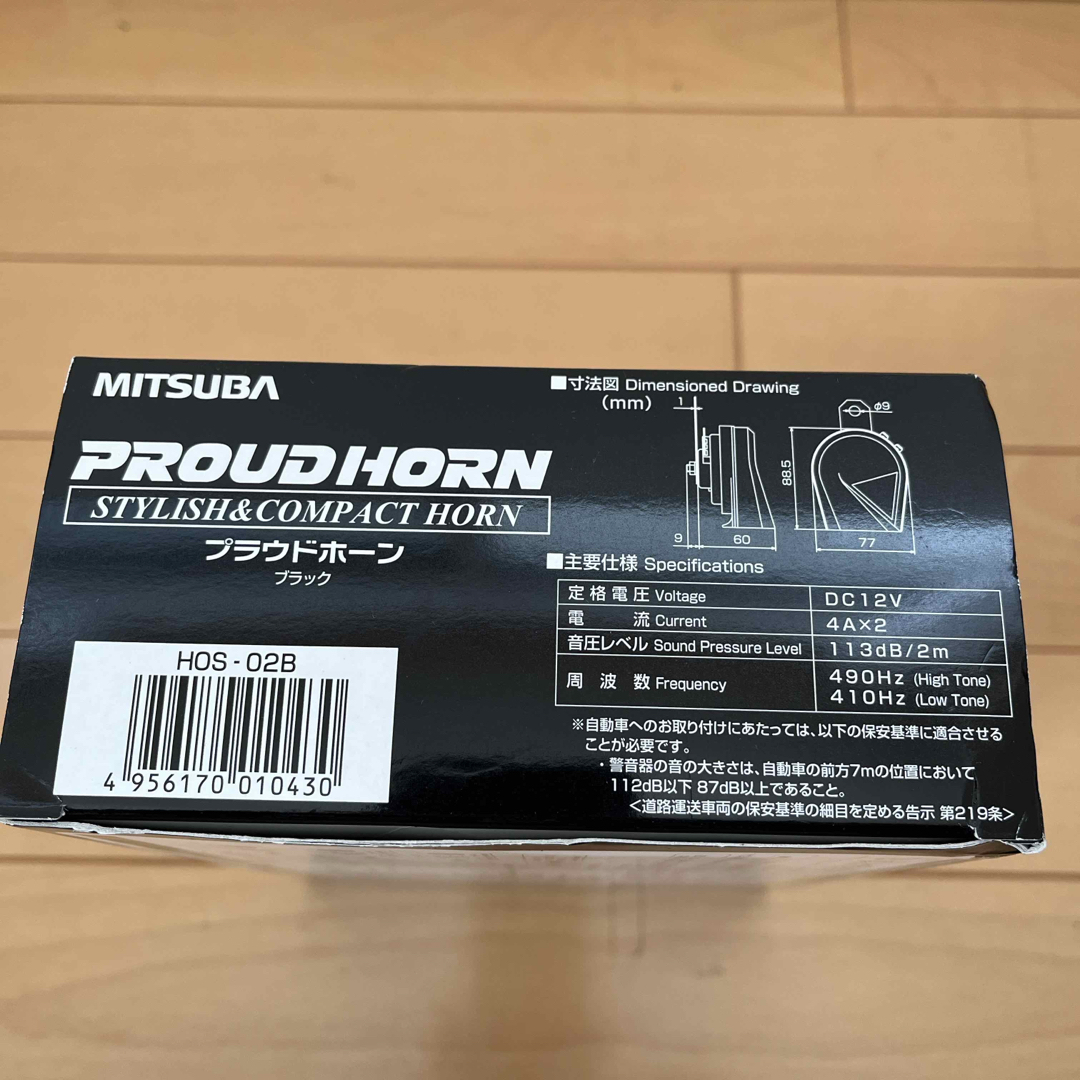 MITSUBA
PROUDHORN
STYLISH&COMPACT HORN
プラウドホーン
ブラック
HOS-02B
4 956170 010430
■寸法図 Dimensioned Drawing
(mm)
1
φ9
88.5
9
60
77
■主要仕様 Specifications
定格電圧 Voltage DC12V
電流 Current 4A×2
音圧レベル Sound Pressure Level 113dB/2m
周波数 Frequency 490Hz (High Tone)
410Hz (Low Tone)
※自動車へのお取り付けにあたっては、以下の保安基準に適合させる
ことが必要です。
・警音器の音の大きさは、自動車の前方7mの位置において
112dB以下 87dB以上であること。
<道路運送車両の保安基準の細目を定める告示 第219条>